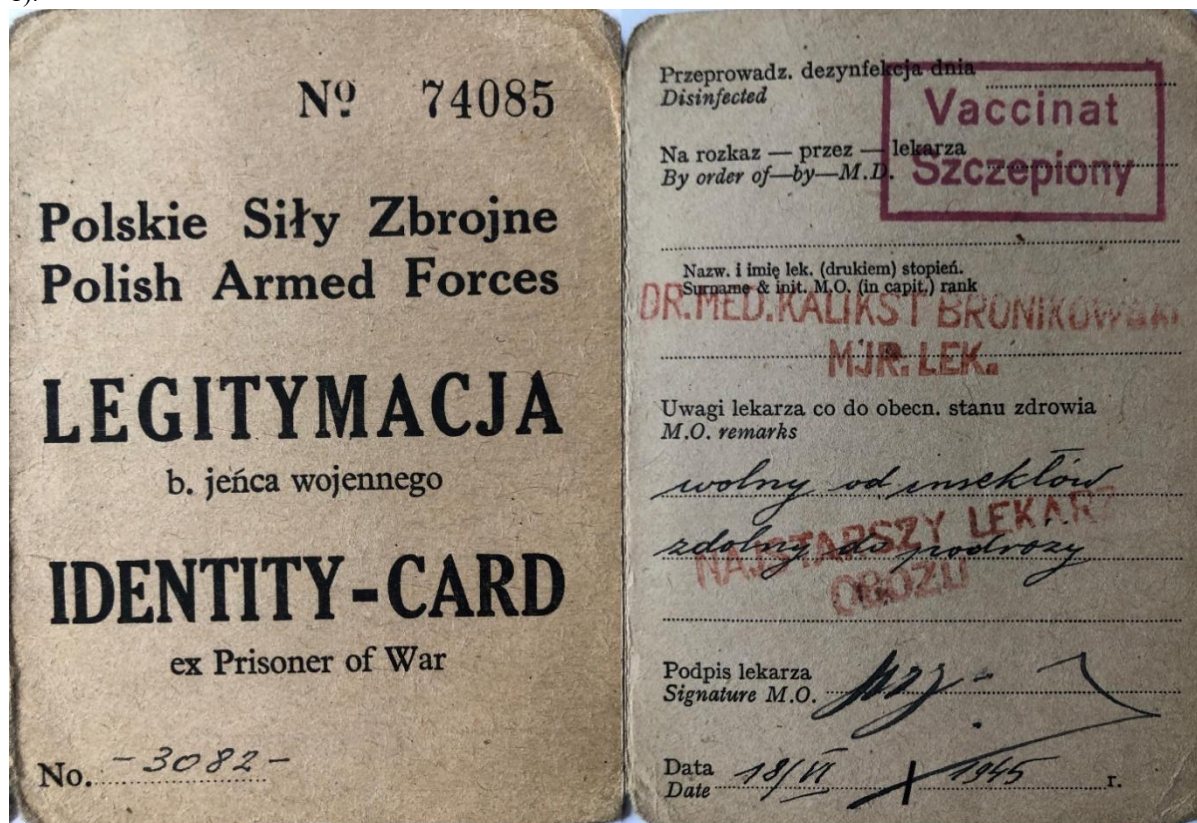 Nº 74085
Polskie Siły Zbrojne
Polish Armed Forces
LEGITYMACJA
b. jeńca wojennego
IDENTITY-CARD
ex Prisoner of War
No. -3082-
Przeprowadz. dezynfekcja dnia
Disinfected
Vaccinat
Na rozkaz — przez — lekarza
By order of—by—M.D.
Szczepiony
Nazw. i imię lek. (drukiem) stopień.
Surname & init. M.O. (in capit.) rank
DR. MED. KALIKST BRONIKOWSKI
MJR. LEK.
Uwagi lekarza co do obecn. stanu zdrowia
M.O. remarks
wolny od insektów
zdolny do podrozy
NAJSTARSZY LEKARZ
OBOZU
Podpis lekarza
Signature M.O.
Data
Date 18/VI 1945 r.